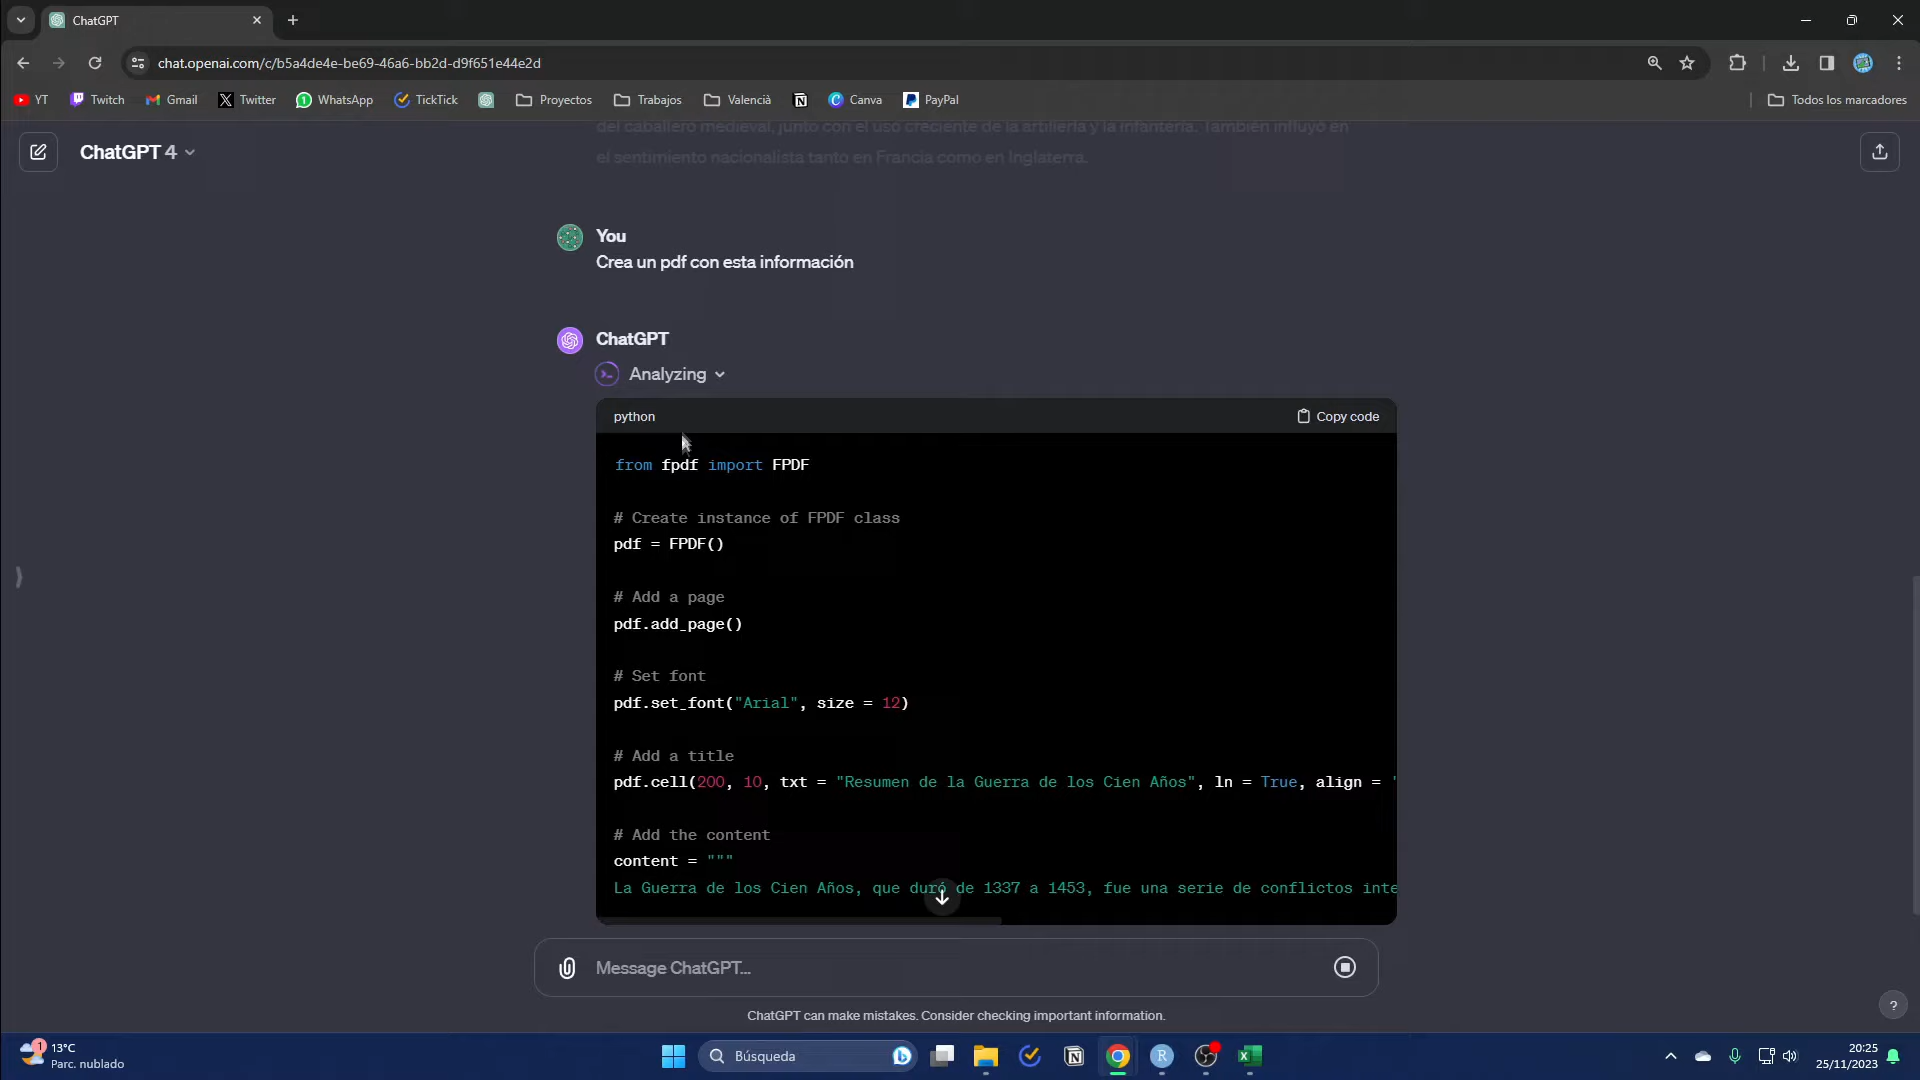 ChatGPT
chat.openai.com/c/b5a4de4e-be69-46a6-bb2d-d9f651e44e2d
YT
Twitch
Gmail
Twitter
WhatsApp
TickTick
Proyectos
Trabajos
Valencià
Canva
PayPal
Todos los marcadores
del caballero medieval, junto con el uso creciente de la artillería y la infantería. También influyó en
el sentimiento nacionalista tanto en Francia como en Inglaterra.
ChatGPT 4
You
Crea un pdf con esta información
ChatGPT
Analyzing
python
Copy code
from fpdf import FPDF
# Create instance of FPDF class
pdf = FPDF()
# Add a page
pdf.add_page()
# Set font
pdf.set_font("Arial", size = 12)
# Add a title
pdf.cell(200, 10, txt = "Resumen de la Guerra de los Cien Años", ln = True, align = '
# Add the content
content = """
La Guerra de los Cien Años, que duró de 1337 a 1453, fue una serie de conflictos inte
Message ChatGPT...
ChatGPT can make mistakes. Consider checking important information.
?
1
13°C
Parc. nublado
Búsqueda
20:25
25/11/2023